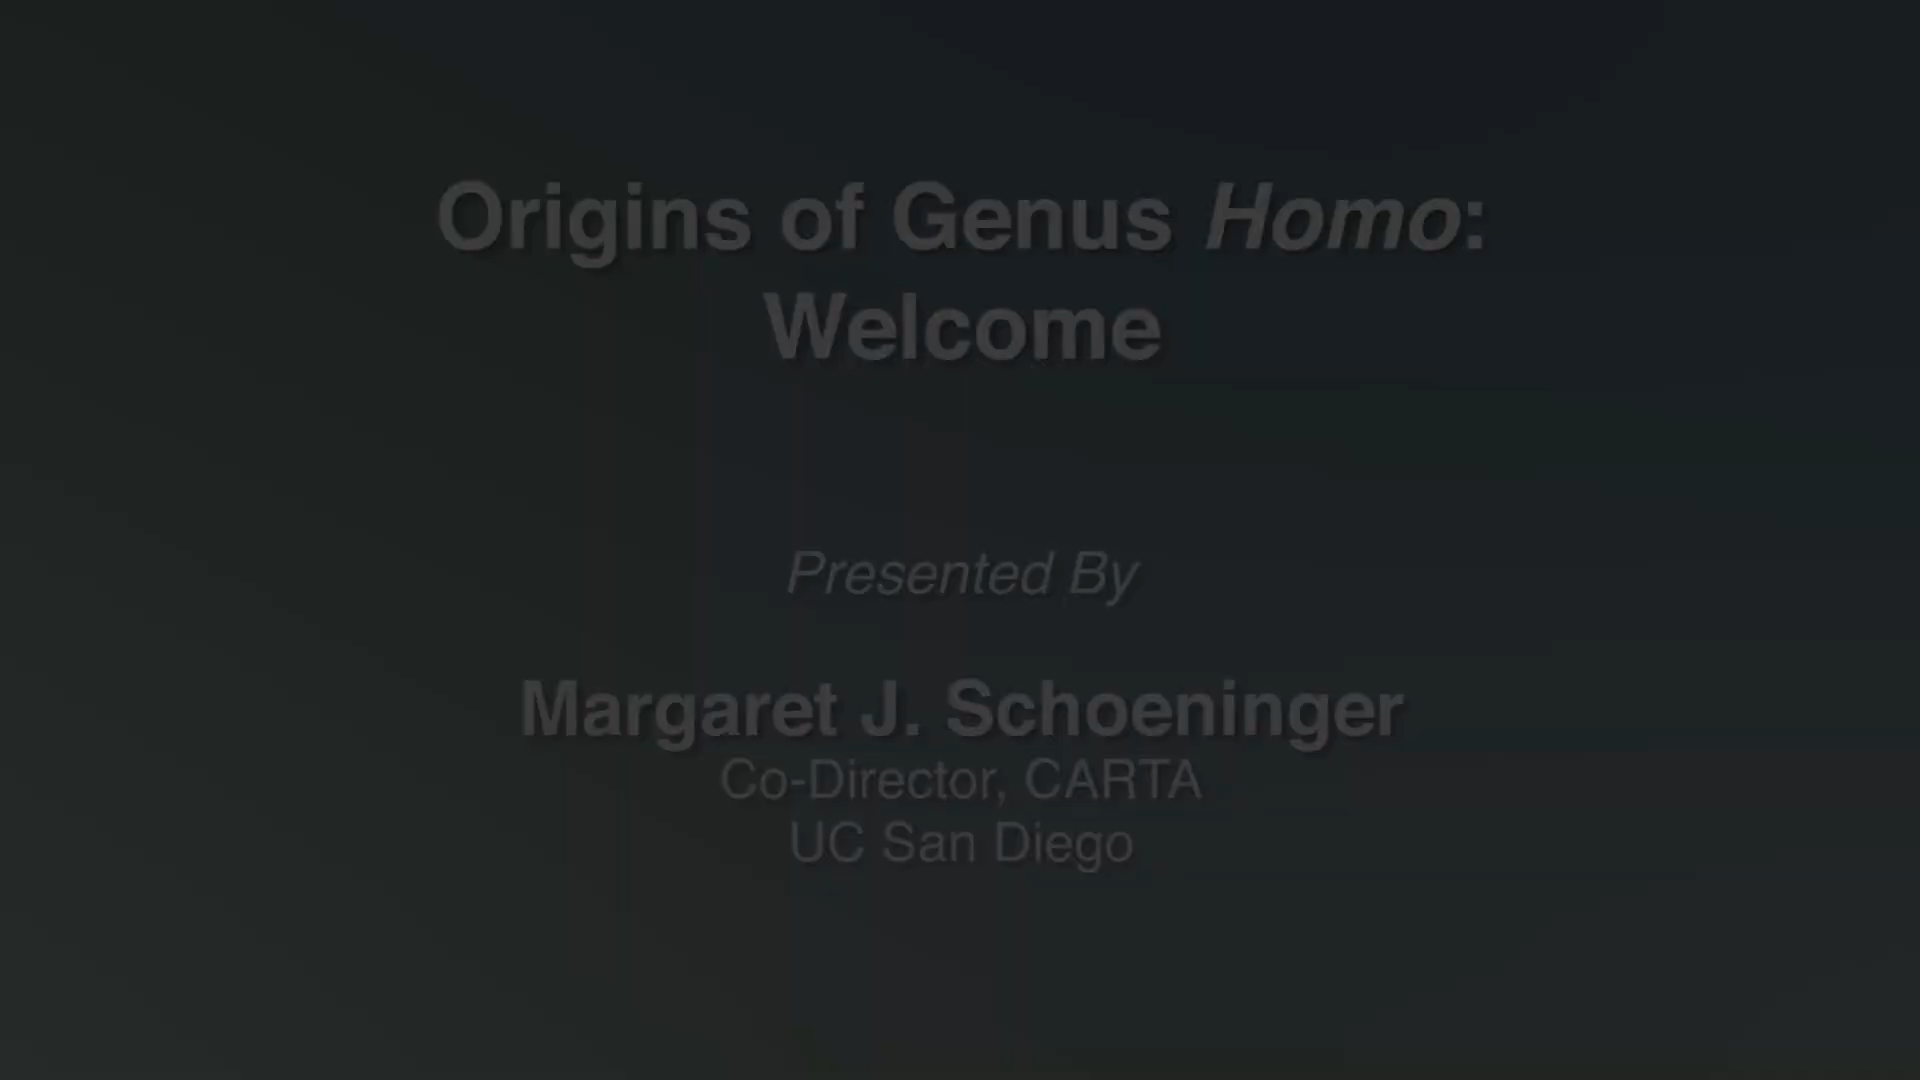 Origins of Genus Homo:
Welcome
Presented By
Margaret J. Schoeninger
Co-Director, CARTA
UC San Diego